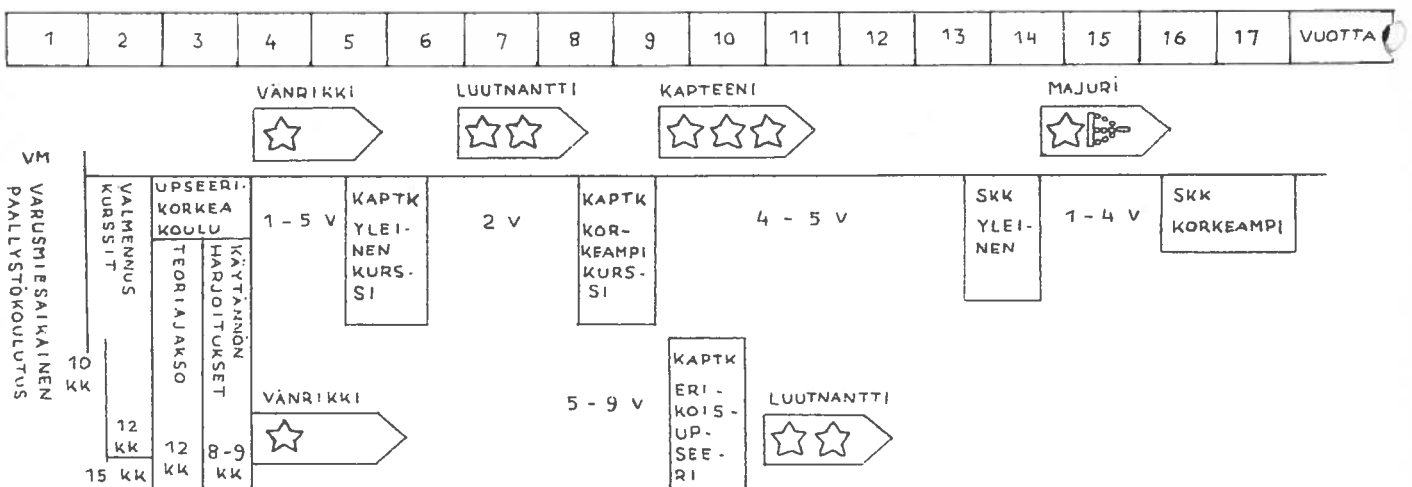 1 2 3 4 5 6 7 8 9 10 11 12 13 14 15 16 17 VUOTTA
VÄNRIKKI LUUTNANTTI KAPTEENI MAJURI
VM
VARUSMIESAIKAINEN
PÄÄLLYSTÖKOULUTUS
10
KK
VALMENNUS
KURSSIT
12
KK
15 KK
UPSEERI-
KORKEA
KOULU
TEORIAJAKSO
12
KK
KÄYTÄNNÖN
HARJOITUKSET
8-9
KK
1 - 5 V
KAPTK
YLEI-
NEN
KURS-
SI
2 V
KAPTK
KOR-
KEAMPI
KURS-
SI
4 - 5 V
SKK
YLEI-
NEN
1 - 4 V
SKK
KORKEAMPI
VÄNRIKKI
5 - 9 V
KAPTK
ERI-
KOIS-
UP-
SEE-
RI
LUUTNANTTI